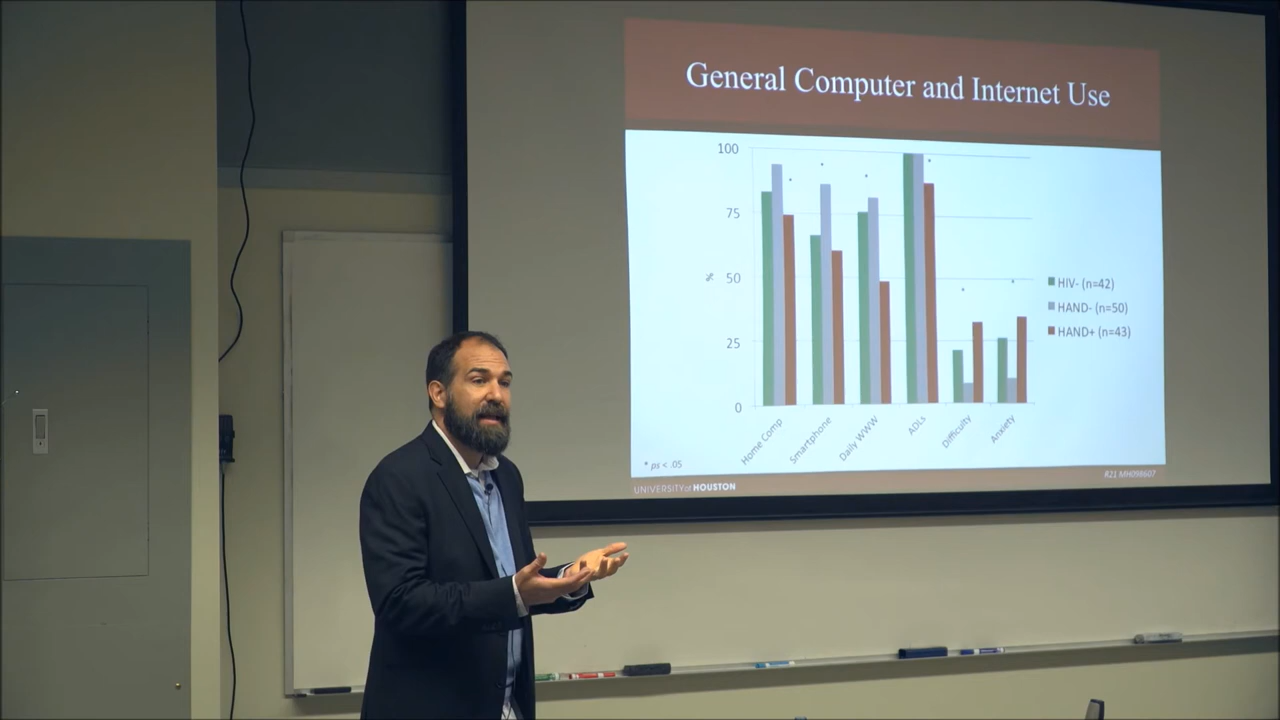 General Computer and Internet Use
100
75
50
25
0
%
Home Comp
Smartphone
Daily WWW
ADLs
Difficulty
Anxiety
HIV- (n=42)
HAND- (n=50)
HAND+ (n=43)
* ps < .05
UNIVERSITY of HOUSTON
R21 MH098607